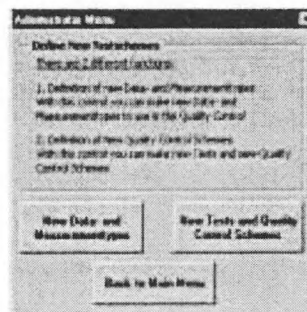 Administrator Menu
Define New Testschemes
There are 2 different functions:
1. Definition of new Data- and Measurementtypes
With this control you can make new Data- and
Measurementtypes to use in the Quality Control
2. Definition of New Quality Control Schemes
With this control you can make new Tests and new Quality
Control Schemes
New Data- and
Measurementtypes
New Tests and Quality
Control Schemes
Back to Main Menu